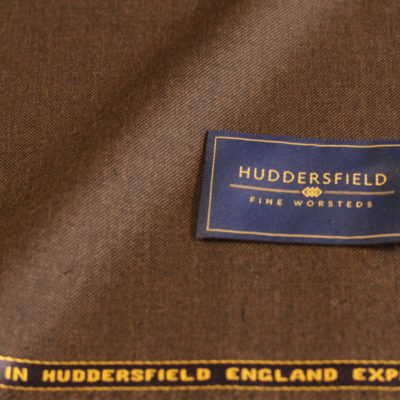 HUDDERSFIELD
FINE WORSTEDS
IN HUDDERSFIELD ENGLAND EXP